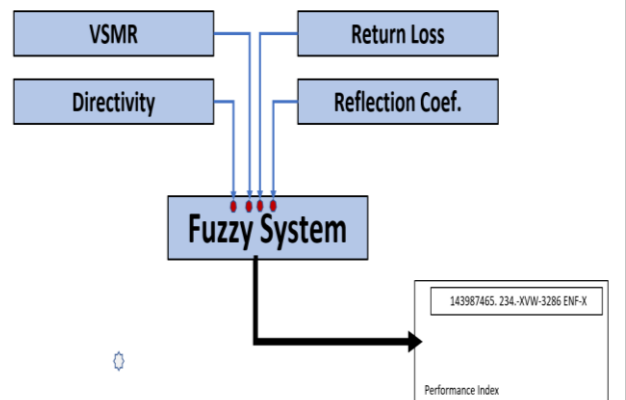 VSMR
Return Loss
Directivity
Reflection Coef.
Fuzzy System
143987465. 234.-XVW-3286 ENF-X
Performance Index